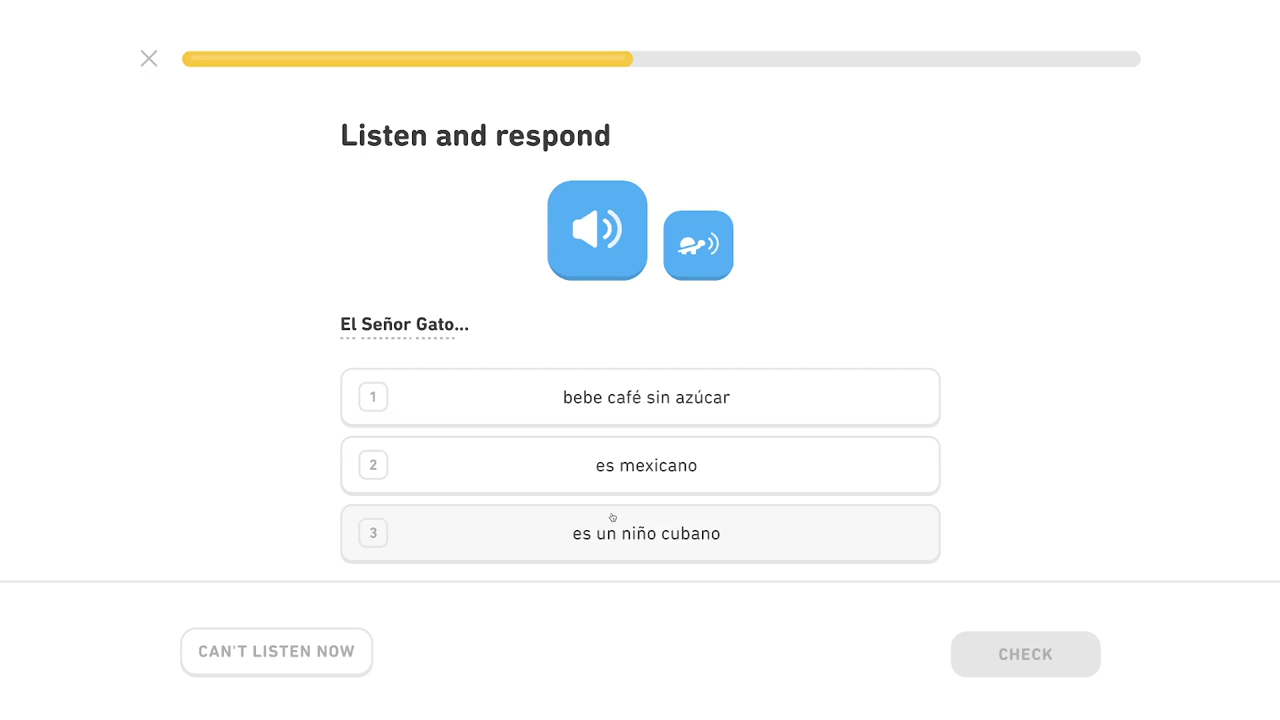 Listen and respond
El Señor Gato...
1 bebe café sin azúcar
2 es mexicano
3 es un niño cubano
CAN'T LISTEN NOW
CHECK